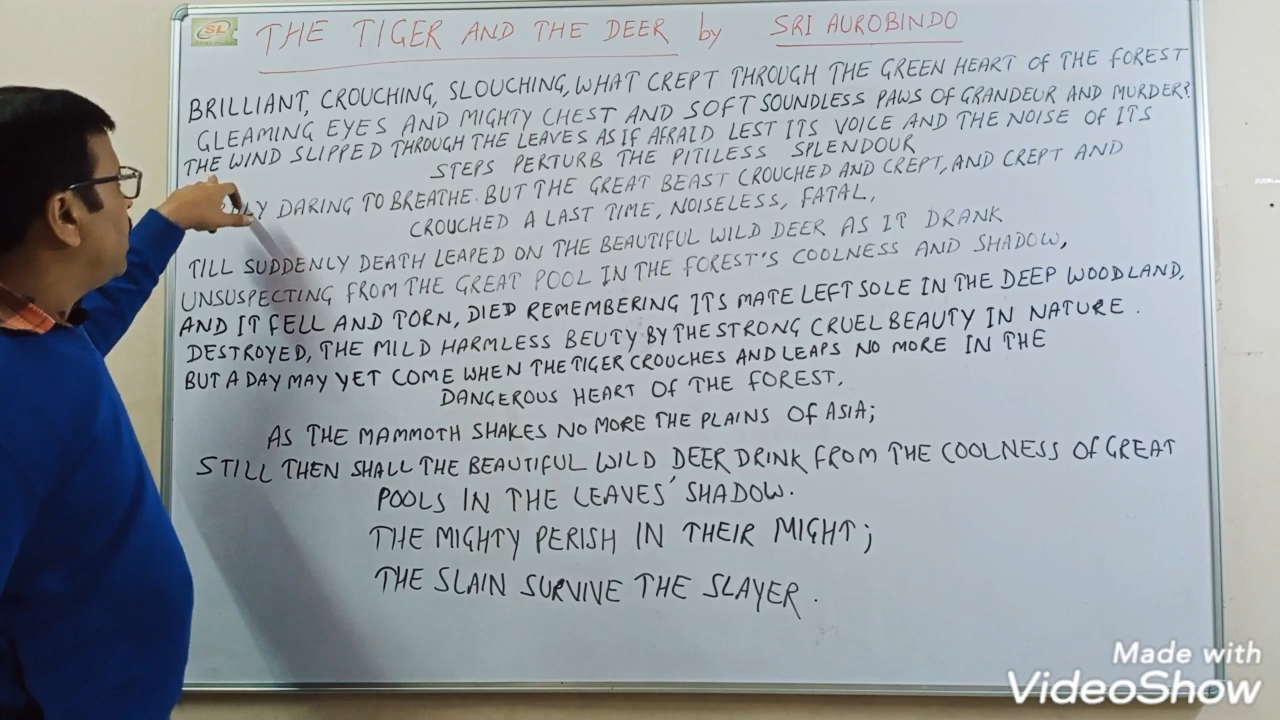 SL
THE TIGER AND THE DEER by SRI AUROBINDO
BRILLIANT, CROUCHING, SLOUCHING, WHAT CREPT THROUGH THE GREEN HEART OF THE FOREST
GLEAMING EYES AND MIGHTY CHEST AND SOFT SOUNDLESS PAWS OF GRANDEUR AND MURDER?
THE WIND SLIPPED THROUGH THE LEAVES AS IF AFRAID LEST ITS VOICE AND THE NOISE OF ITS
STEPS PERTURB THE PITILESS SPLENDOUR
DARING TO BREATHE. BUT THE GREAT BEAST CROUCHED AND CREPT, AND CREPT AND
CROUCHED A LAST TIME, NOISELESS, FATAL,
TILL SUDDENLY DEATH LEAPED ON THE BEAUTIFUL WILD DEER AS IT DRANK
UNSUSPECTING FROM THE GREAT POOL IN THE FOREST'S COOLNESS AND SHADOW,
AND IT FELL AND TORN, DIED REMEMBERING ITS MATE LEFT SOLE IN THE DEEP WOODLAND,
DESTROYED, THE MILD HARMLESS BEUTY BY THE STRONG CRUEL BEAUTY IN NATURE.
BUT A DAY MAY YET COME WHEN THE TIGER CROUCHES AND LEAPS NO MORE IN THE
DANGEROUS HEART OF THE FOREST,
AS THE MAMMOTH SHAKES NO MORE THE PLAINS OF ASIA;
STILL THEN SHALL THE BEAUTIFUL WILD DEER DRINK FROM THE COOLNESS OF GREAT
POOLS IN THE LEAVES' SHADOW.
THE MIGHTY PERISH IN THEIR MIGHT;
THE SLAIN SURVIVE THE SLAYER.
Made with
VideoShow